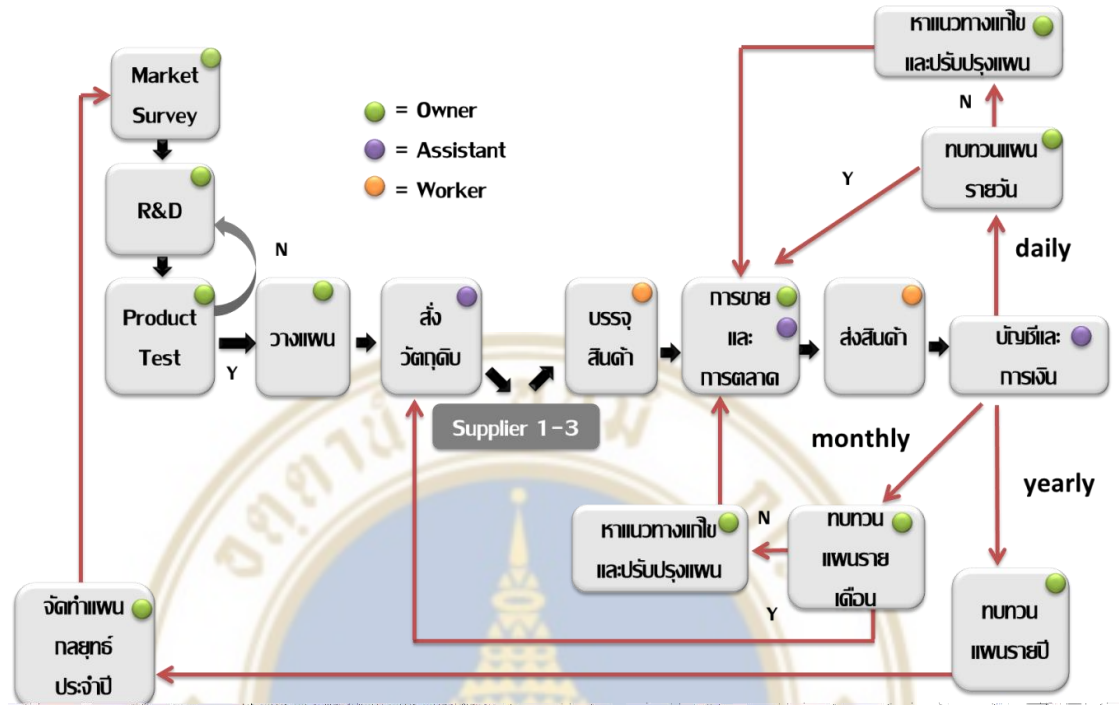 Market
Survey
R&D
Product
Test
N
Y
= Owner
= Assistant
= Worker
วางแผน
สั่ง
วัตถุดิบ
Supplier 1-3
บรรจุ
สินค้า
การขาย
และ
การตลาด
ส่งสินค้า
บัญชีและ
การเงิน
daily
ทบทวนแผน
รายวัน
Y
N
หาแนวทางแก้ไข
และปรับปรุงแผน
monthly
ทบทวน
แผนราย
เดือน
N
Y
หาแนวทางแก้ไข
และปรับปรุงแผน
yearly
ทบทวน
แผนรายปี
จัดทำแผน
กลยุทธ์
ประจำปี